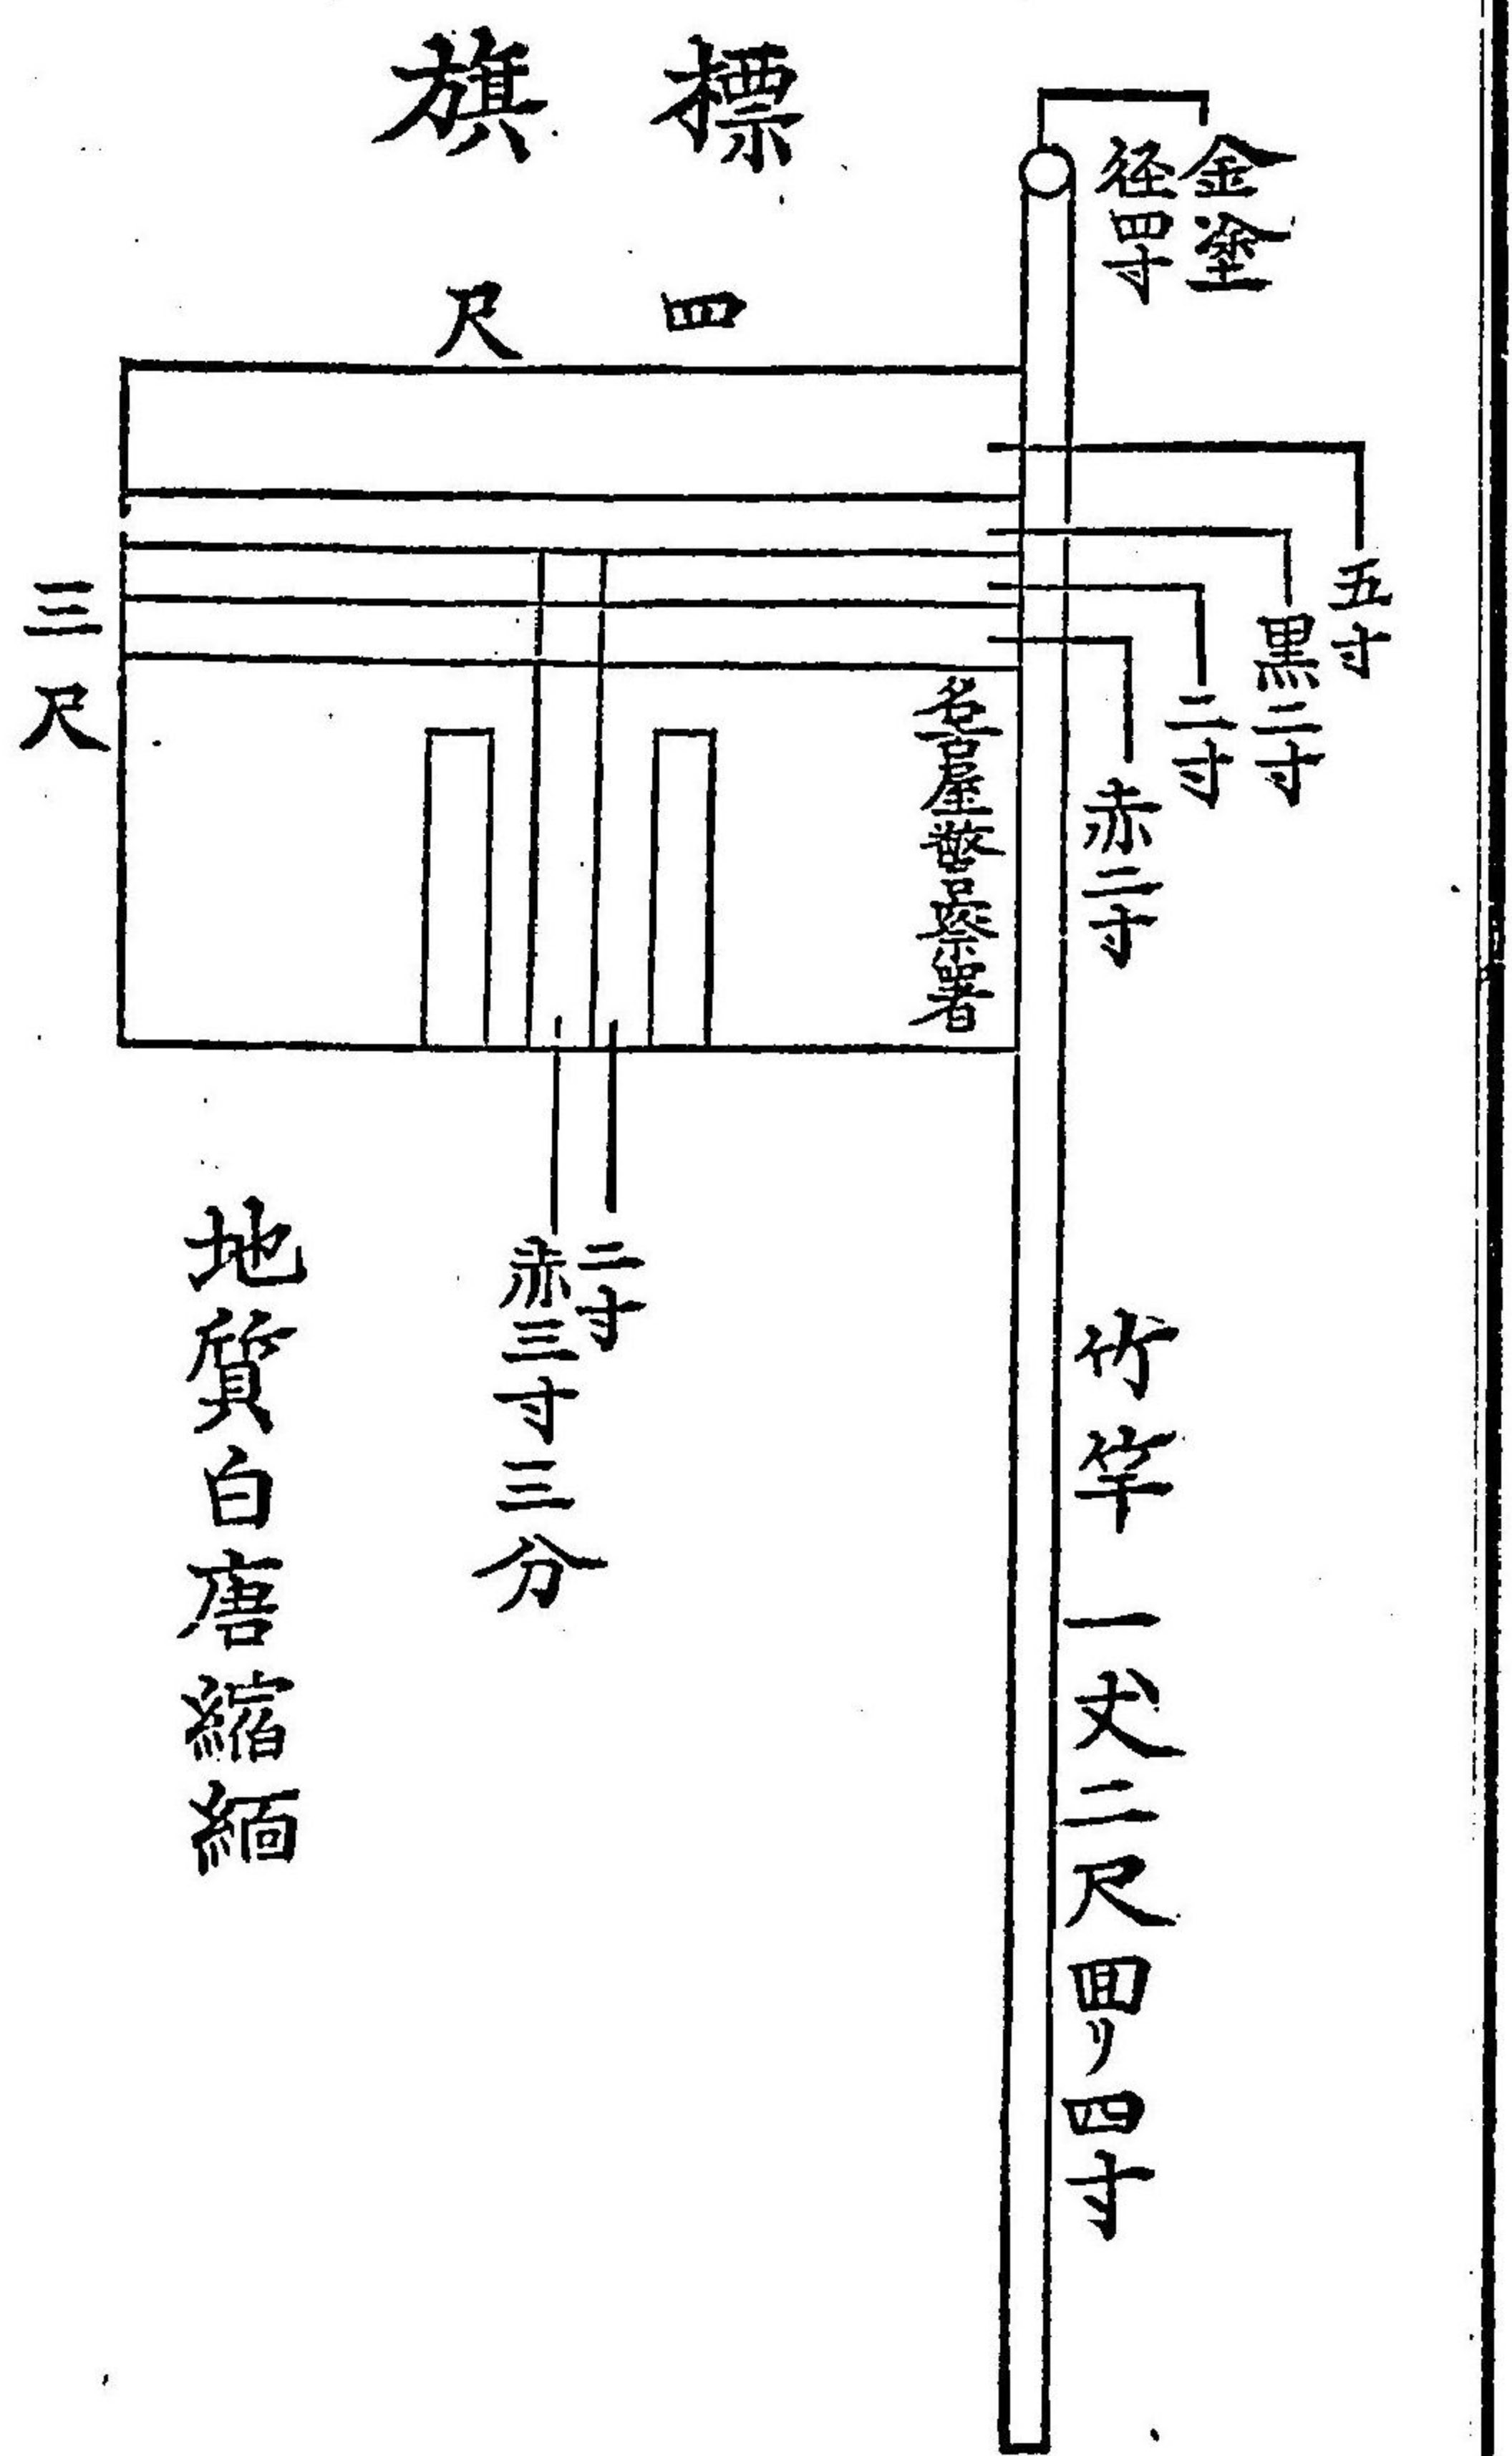 標旗
金塗
径四寸
四尺
五寸
黒二寸
二寸
赤二寸
三尺
名古屋警察署
二寸
赤三寸三分
竹竿 一丈二尺回リ四寸
地質白唐縮緬